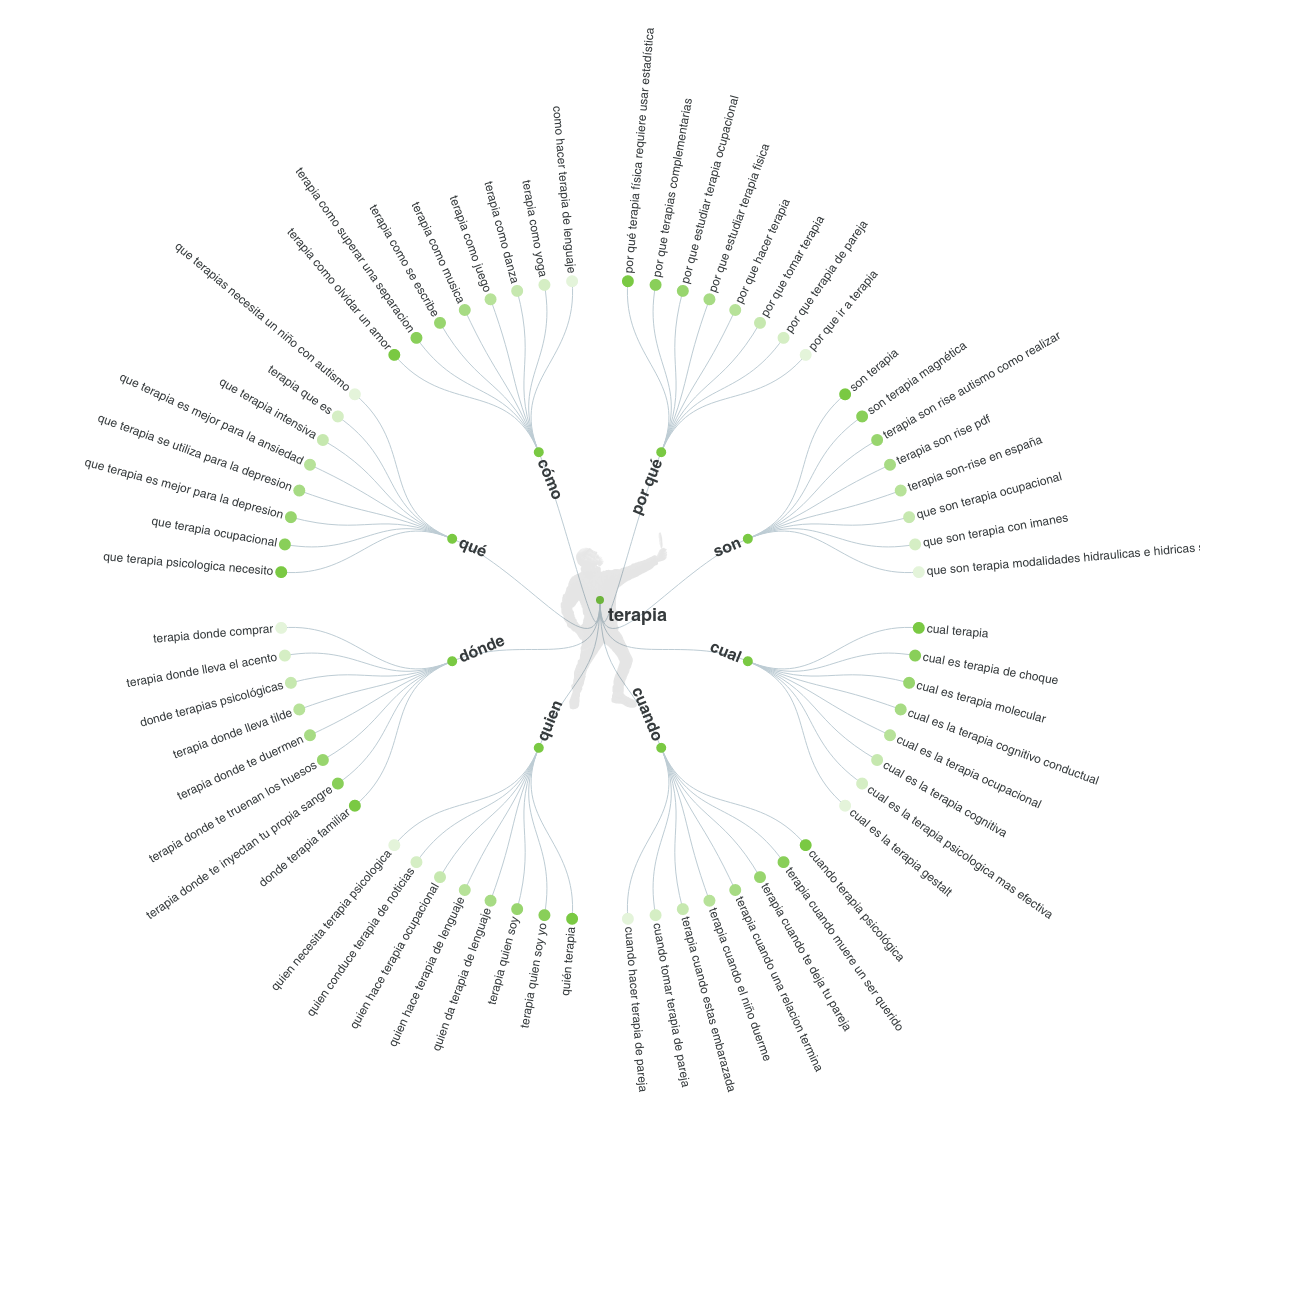 terapia
por qué
por qué terapia física requiere usar estadística
por que terapias complementarias
por que estudiar terapia ocupacional
por que estudiar terapia fisica
por que hacer terapia
por que tomar terapia
por que terapia de pareja
por que ir a terapia
son
son terapia
son terapia magnética
terapia son rise autismo como realizar
terapia son rise pdf
terapia son-rise en españa
que son terapia ocupacional
que son terapia con imanes
que son terapia modalidades hidraulicas e hidricas
cual
cual terapia
cual es terapia de choque
cual es terapia molecular
cual es la terapia cognitivo conductual
cual es la terapia ocupacional
cual es la terapia cognitiva
cual es la terapia psicologica mas efectiva
cual es la terapia gestalt
cuando
cuando terapia psicológica
terapia cuando muere un ser querido
terapia cuando te deja tu pareja
terapia cuando una relacion termina
terapia cuando el niño duerme
terapia cuando estas embarazada
cuando tomar terapia de pareja
cuando hacer terapia de pareja
quien
quién terapia
terapia quien soy yo
terapia quien soy
quien da terapia de lenguaje
quien hace terapia de lenguaje
quien hace terapia ocupacional
quien conduce terapia de noticias
quien necesita terapia psicologica
dónde
donde terapia familiar
terapia donde te inyectan tu propia sangre
terapia donde te truenan los huesos
terapia donde te duermen
terapia donde lleva tilde
donde terapias psicológicas
terapia donde lleva el acento
terapia donde comprar
qué
que terapia psicologica necesito
que terapia ocupacional
que terapia es mejor para la depresion
que terapia se utiliza para la depresion
que terapia es mejor para la ansiedad
que terapia intensiva
terapia que es
que terapias necesita un niño con autismo
cómo
terapia como olvidar un amor
terapia como superar una separacion
terapia como se escribe
terapia como musica
terapia como juego
terapia como danza
terapia como yoga
como hacer terapia de lenguaje